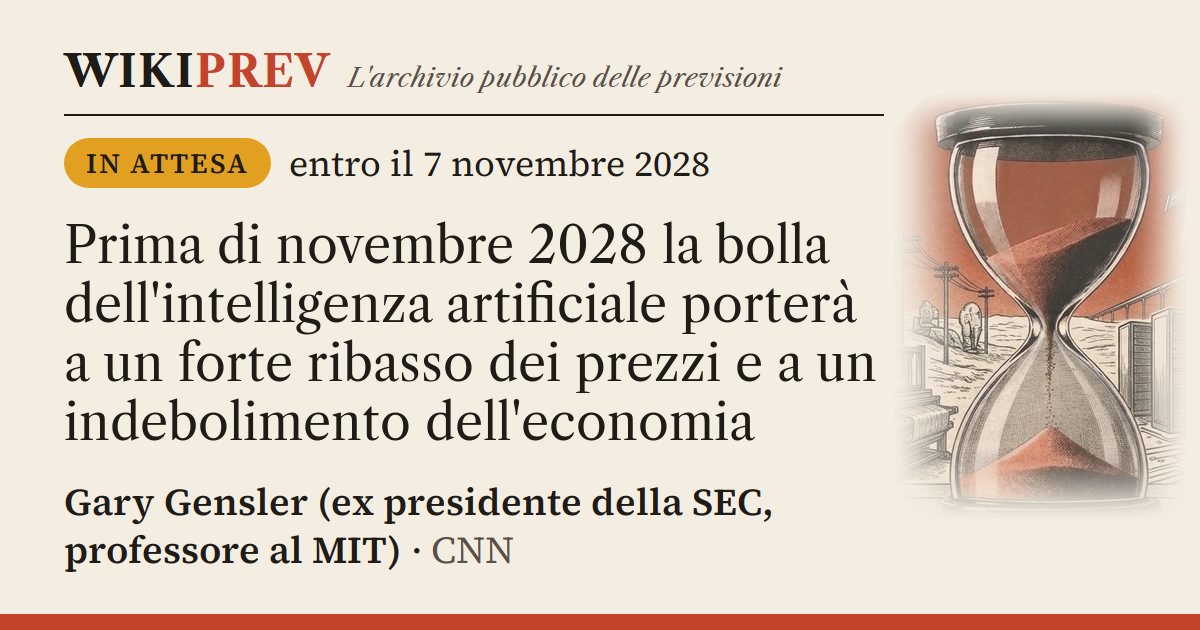 WIKIPREV L'archivio pubblico delle previsioni
IN ATTESA entro il 7 novembre 2028
Prima di novembre 2028 la bolla
dell'intelligenza artificiale porterà
a un forte ribasso dei prezzi e a un
indebolimento dell'economia
Gary Gensler (ex presidente della SEC,
professore al MIT) · CNN